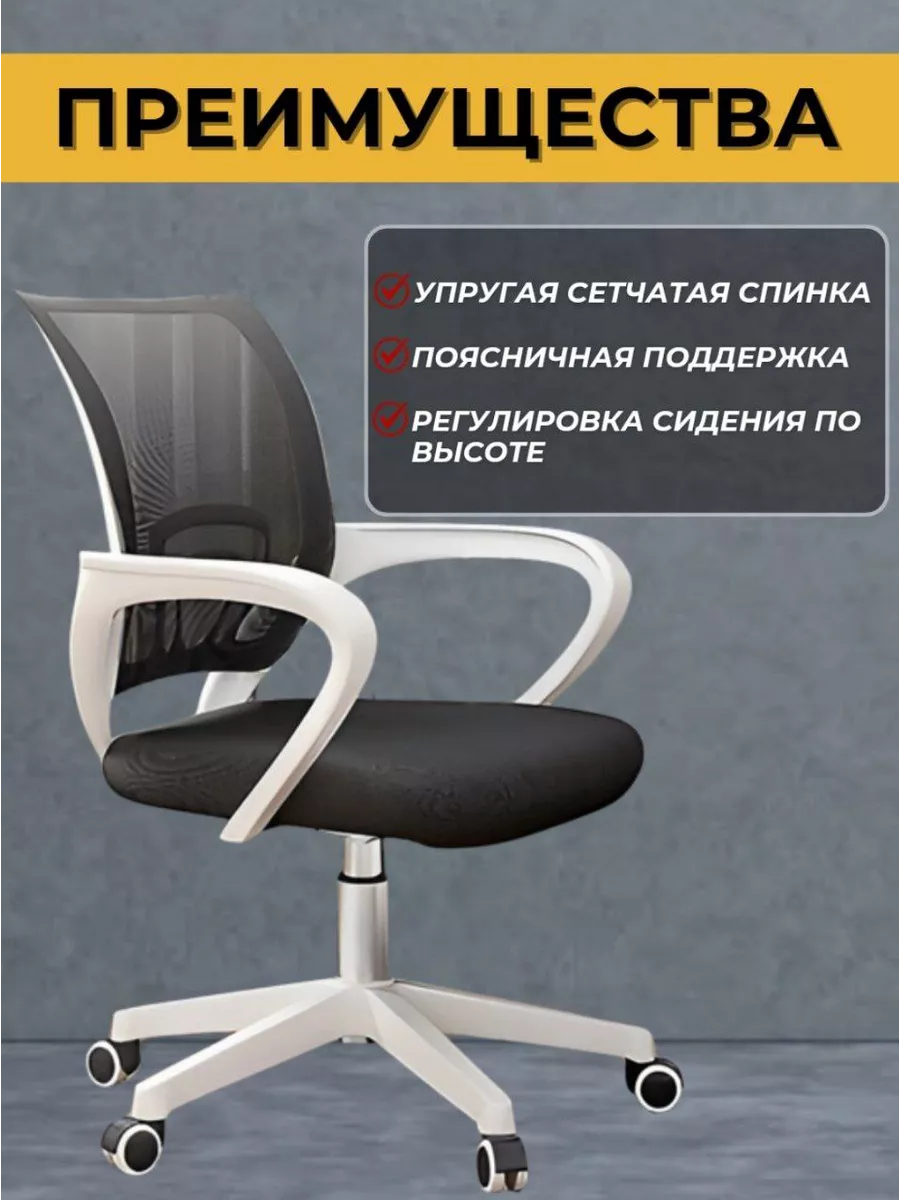 ПРЕИМУЩЕСТВА
УПРУГАЯ СЕТЧАТАЯ СПИНКА
ПОЯСНИЧНАЯ ПОДДЕРЖКА
РЕГУЛИРОВКА СИДЕНИЯ ПО
ВЫСОТЕ